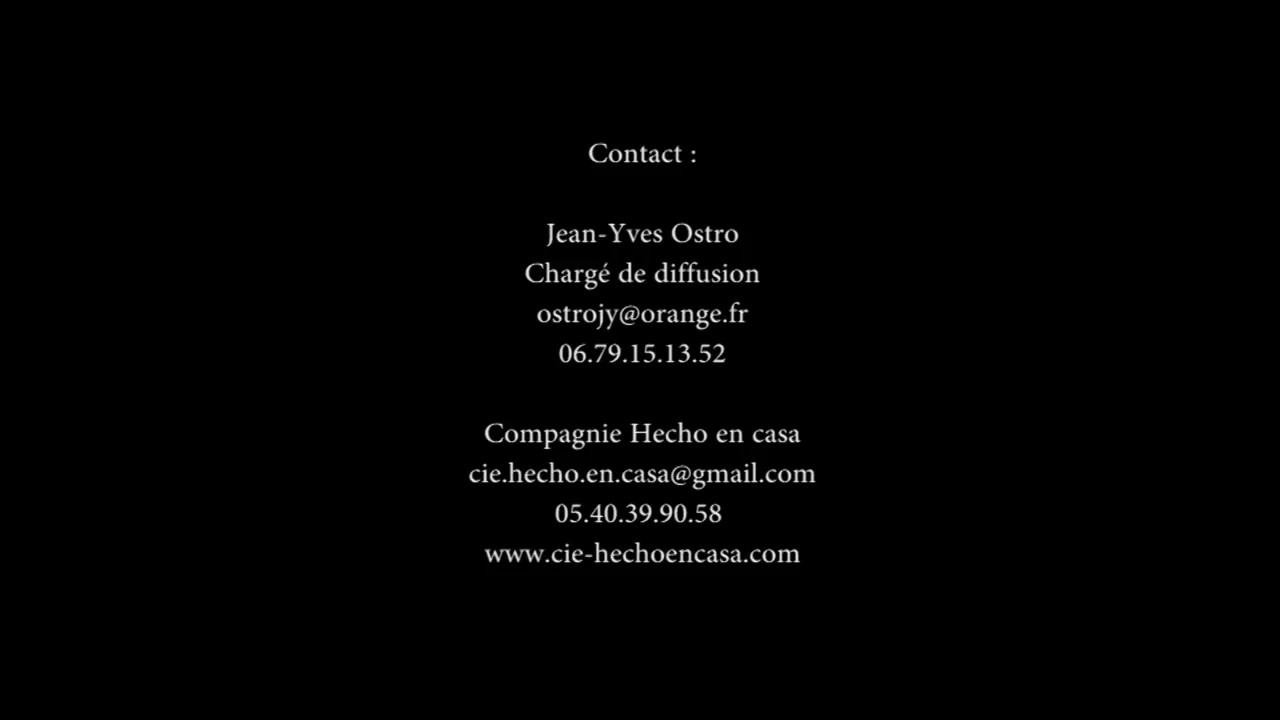 Contact :
Jean-Yves Ostro
Chargé de diffusion
ostrojy@orange.fr
06.79.15.13.52
Compagnie Hecho en casa
cie.hecho.en.casa@gmail.com
05.40.39.90.58
www.cie-hechoencasa.com